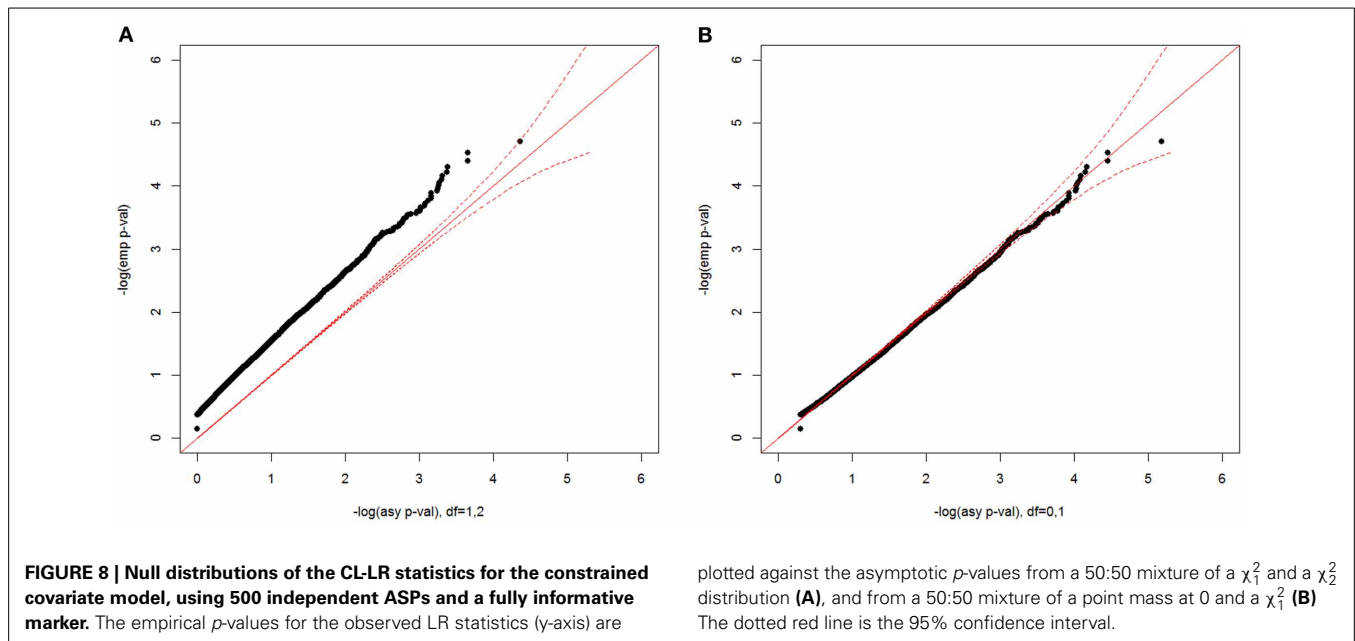 A
6
5
4
3
2
1
0
-log(emp p-val)
0 1 2 3 4 5 6
-log(asy p-val), df=1,2
B
6
5
4
3
2
1
0
-log(emp p-val)
0 1 2 3 4 5 6
-log(asy p-val), df=0,1
FIGURE 8 | Null distributions of the CL-LR statistics for the constrained
covariate model, using 500 independent ASPs and a fully informative
marker. The empirical p-values for the observed LR statistics (y-axis) are
plotted against the asymptotic p-values from a 50:50 mixture of a χ²₁ and a χ²₂
distribution (A), and from a 50:50 mixture of a point mass at 0 and a χ²₁ (B)
The dotted red line is the 95% confidence interval.